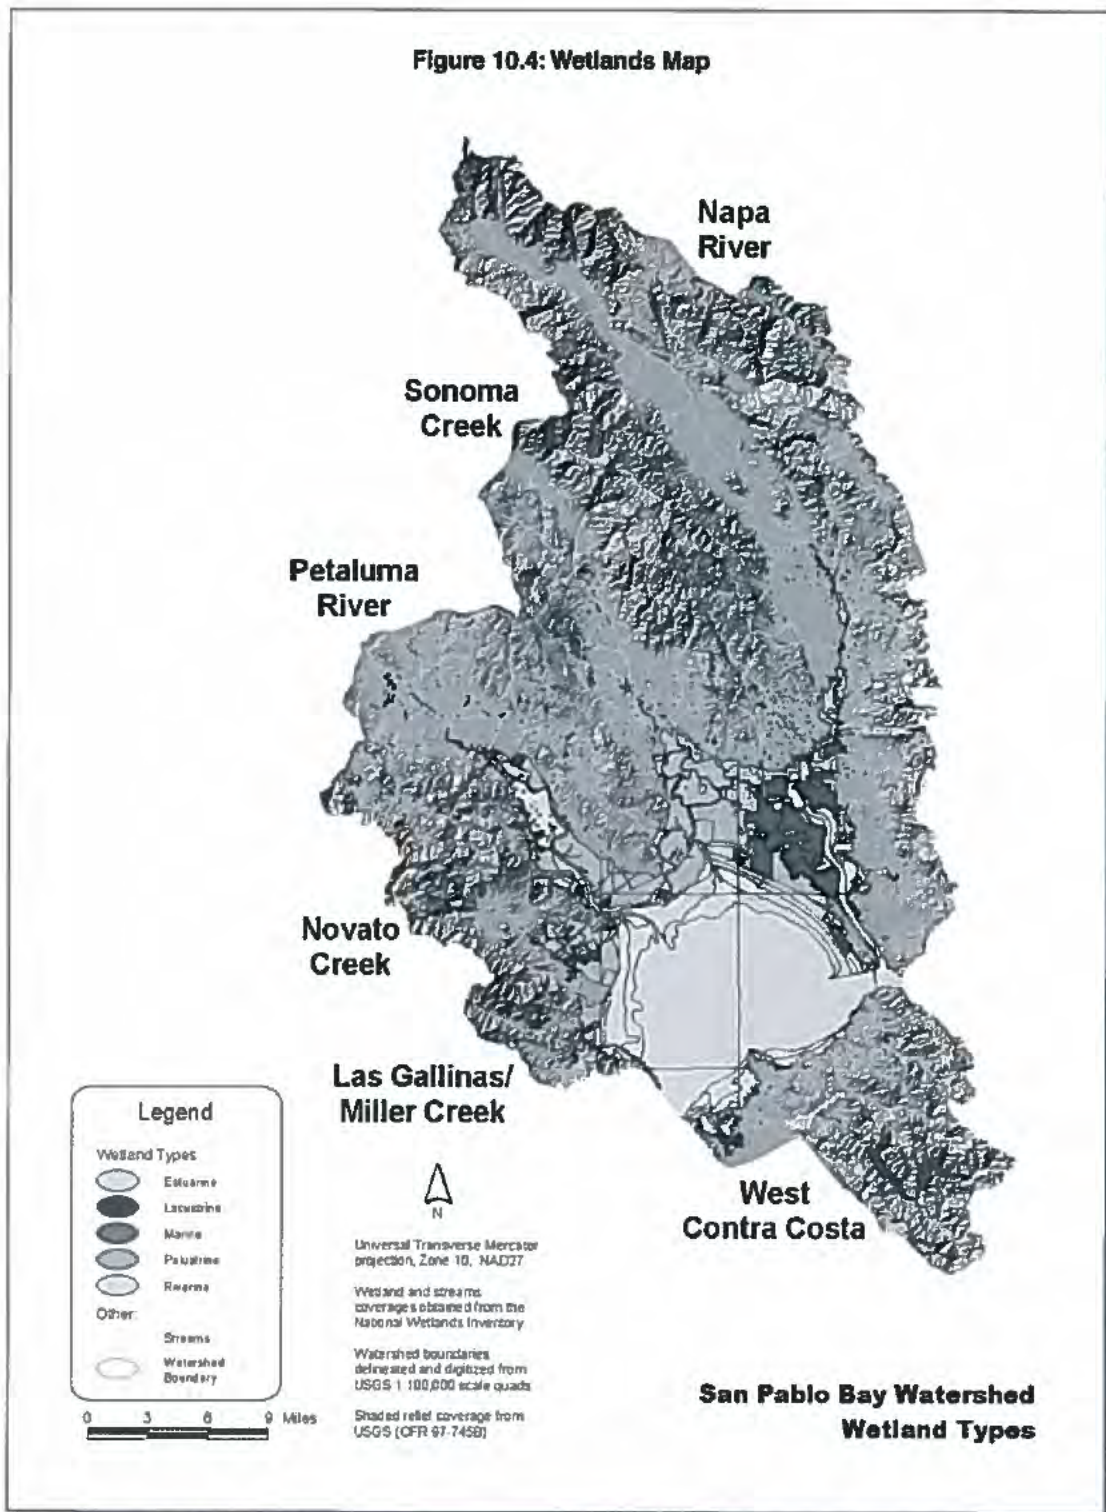 Figure 10.4: Wetlands Map
Napa
River
Sonoma
Creek
Petaluma
River
Novato
Creek
Las Gallinas/
Miller Creek
West
Contra Costa
Legend
Wetland Types
Estuarine
Lacustrine
Marine
Palustrine
Riverine
Other:
Streams
Watershed
Boundary
0 3 6 9 Miles
N
Universal Transverse Mercator
projection, Zone 10, NAD27
Wetland and streams
coverages obtained from the
National Wetlands Inventory
Watershed boundaries
delineated and digitized from
USGS 1:100,000 scale quads
Shaded relief coverage from
USGS (OFR 97-745B)
San Pablo Bay Watershed
Wetland Types